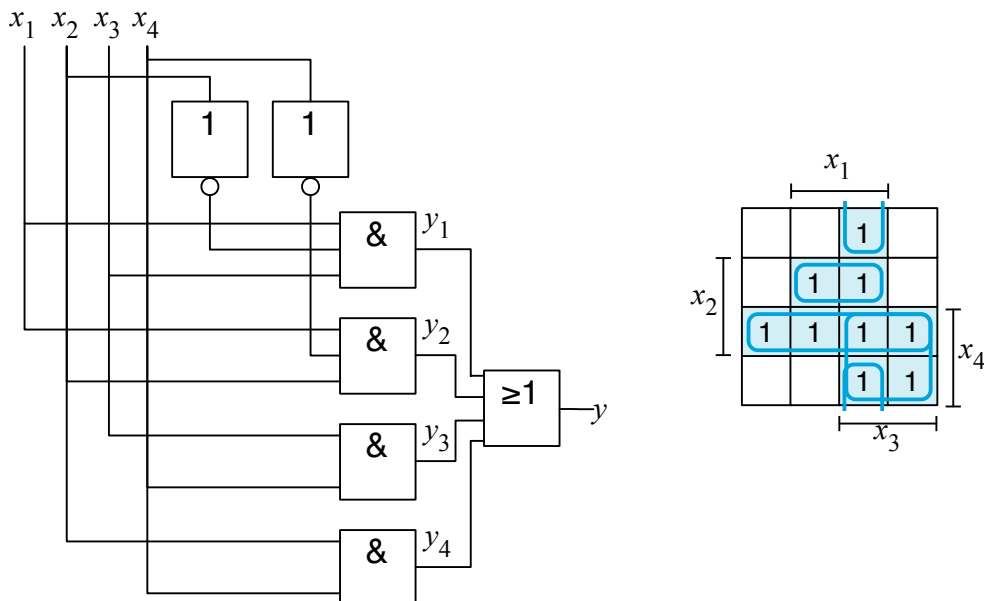 x1 x2 x3 x4
1 1
& y1
& y2
≥1 y
& y3
& y4
x1
1
x2 1 1
1 1 1 1 x4
1 1
x3